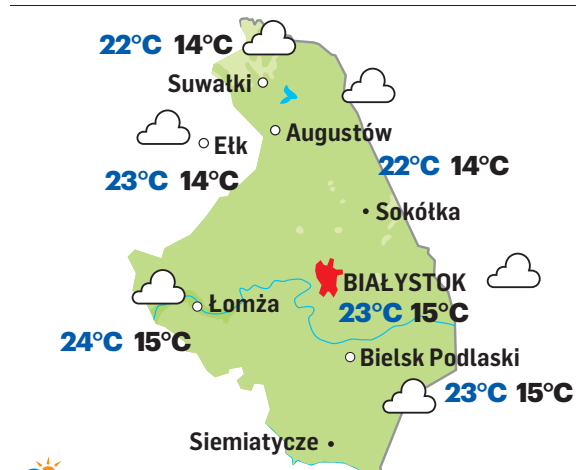 22°C 14°C
Suwałki
Augustów
Ełk
22°C 14°C
23°C 14°C
Sokółka
BIAŁYSTOK
Łomża
23°C 15°C
24°C 15°C
Bielsk Podlaski
23°C 15°C
Siemiatycze